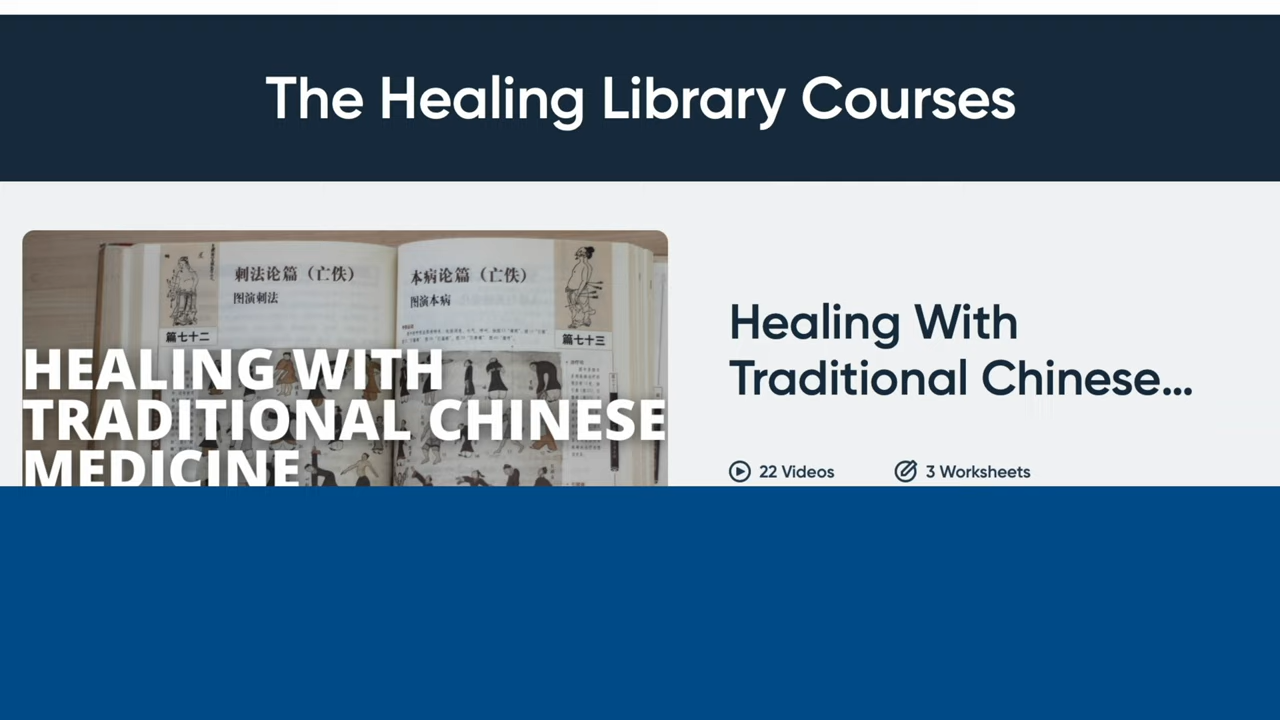 The Healing Library Courses
刺法论篇（亡佚）
图演刺法
篇七十二
本病论篇（亡佚）
图演本病
篇七十三
HEALING WITH
TRADITIONAL CHINESE
MEDICINE
Healing With
Traditional Chinese...
22 Videos
3 Worksheets